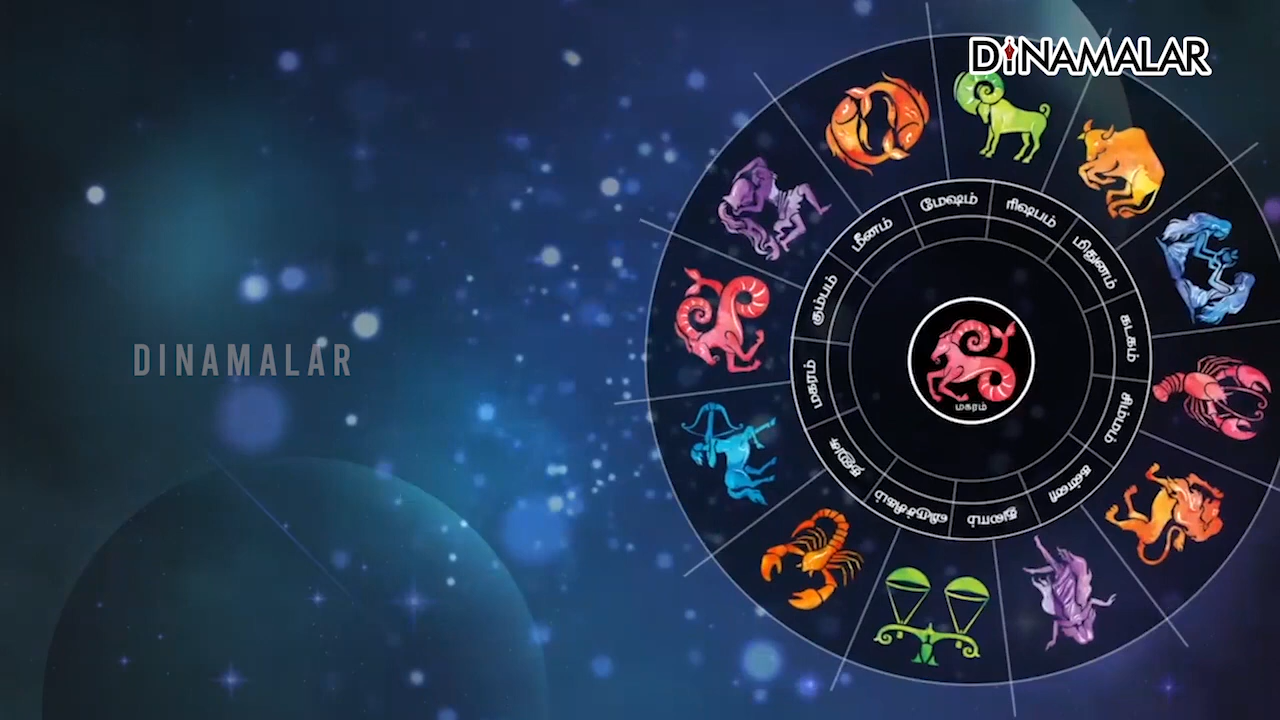 DINAMALAR
DINAMALAR
மேஷம்
ரிஷபம்
மிதுனம்
கடகம்
சிம்மம்
கன்னி
துலாம்
விருச்சிகம்
தனுசு
மகரம்
கும்பம்
மீனம்
மகரம்